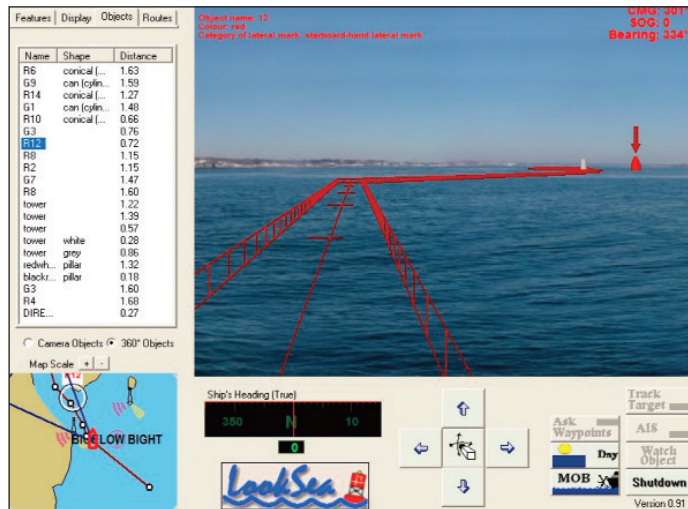 Features Display Objects Routes
Name Shape Distance
R6 conical (... 1.63
G9 can (cylin... 1.59
R14 conical (... 1.27
G1 can (cylin... 1.48
R10 conical (... 0.66
G3 0.76
R12 0.72
R8 1.15
R2 1.15
G7 1.47
R8 1.60
tower 1.22
tower 1.39
tower 0.57
tower white 0.28
tower grey 0.86
redwh... pillar 1.32
blackr... pillar 0.18
G3 1.60
R4 1.68
DIRE... 0.27
Camera Objects 360° Objects
Map Scale + -
BIGELOW BIGHT
Object name: 12
Colour: red
Category of lateral mark: starboard-hand lateral mark
CMG: 301°
SOG: 0
Bearing: 334°
Ship's Heading (True)
350 N 10
0
LookSea
Ask Waypoints
Day
MOB
Track Target
AIS
Watch Object
Shutdown
Version 0.91